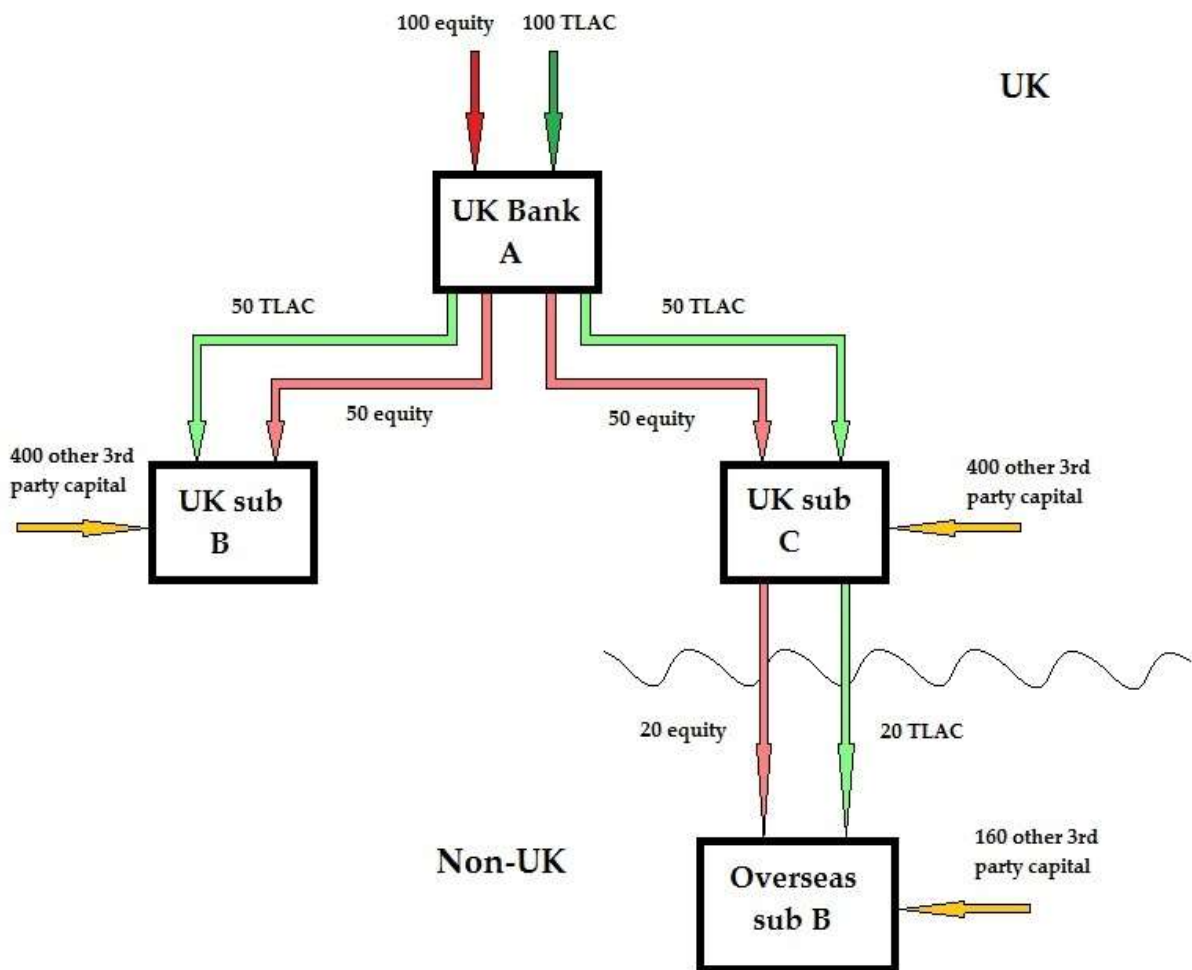 100 equity
100 TLAC
UK
UK Bank
A
50 TLAC
50 TLAC
50 equity
50 equity
400 other 3rd
party capital
UK sub
B
UK sub
C
400 other 3rd
party capital
20 equity
20 TLAC
Non-UK
Overseas
sub B
160 other 3rd
party capital